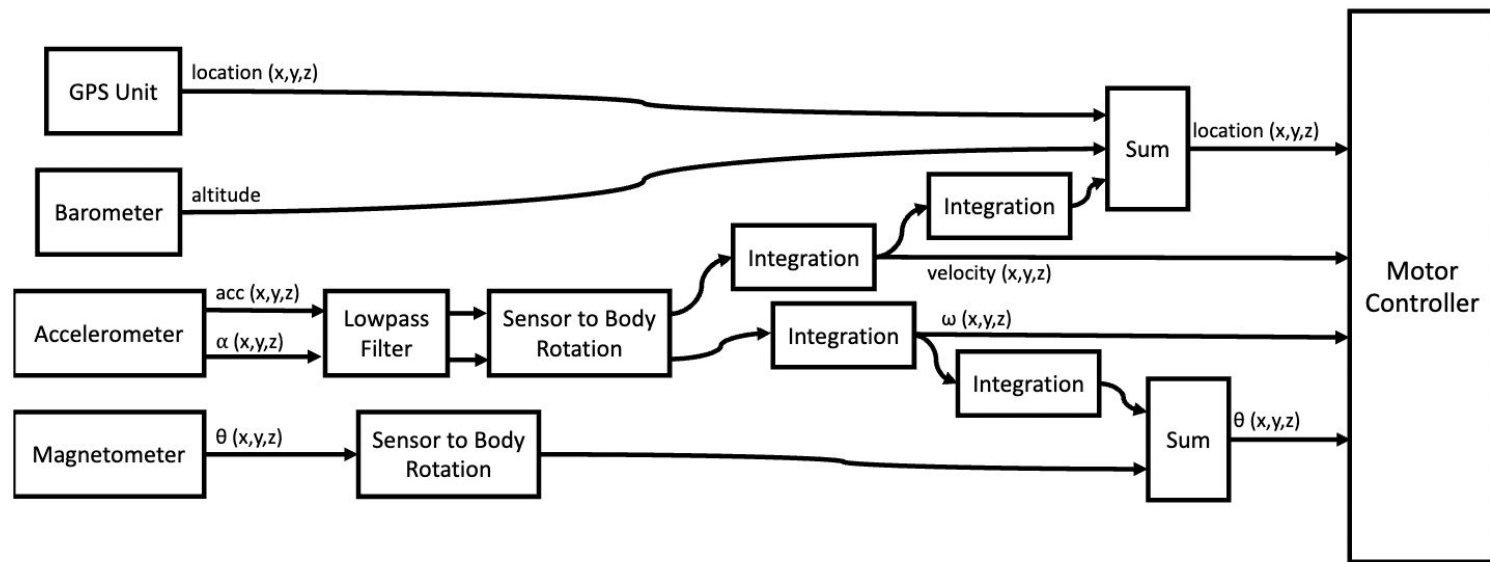 GPS Unit
location (x,y,z)
Barometer
altitude
Accelerometer
acc (x,y,z)
α (x,y,z)
Lowpass
Filter
Sensor to Body
Rotation
Integration
Integration
velocity (x,y,z)
Sum
location (x,y,z)
Integration
ω (x,y,z)
Integration
Magnetometer
θ (x,y,z)
Sensor to Body
Rotation
Sum
θ (x,y,z)
Motor
Controller